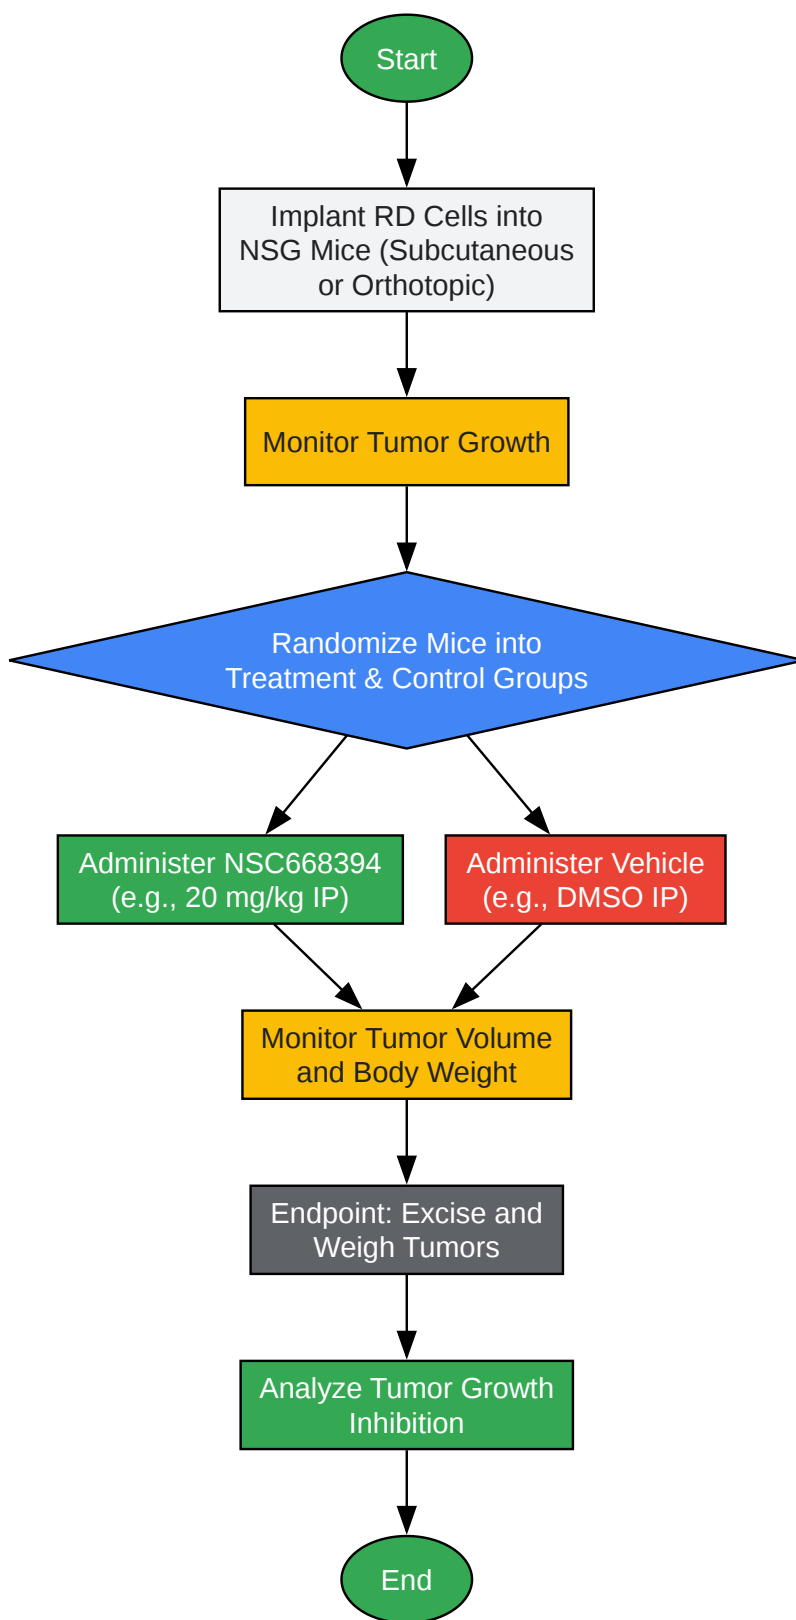 Start
Implant RD Cells into
NSG Mice (Subcutaneous
or Orthotopic)
Monitor Tumor Growth
Randomize Mice into
Treatment & Control Groups
Administer NSC668394
(e.g., 20 mg/kg IP)
Administer Vehicle
(e.g., DMSO IP)
Monitor Tumor Volume
and Body Weight
Endpoint: Excise and
Weigh Tumors
Analyze Tumor Growth
Inhibition
End